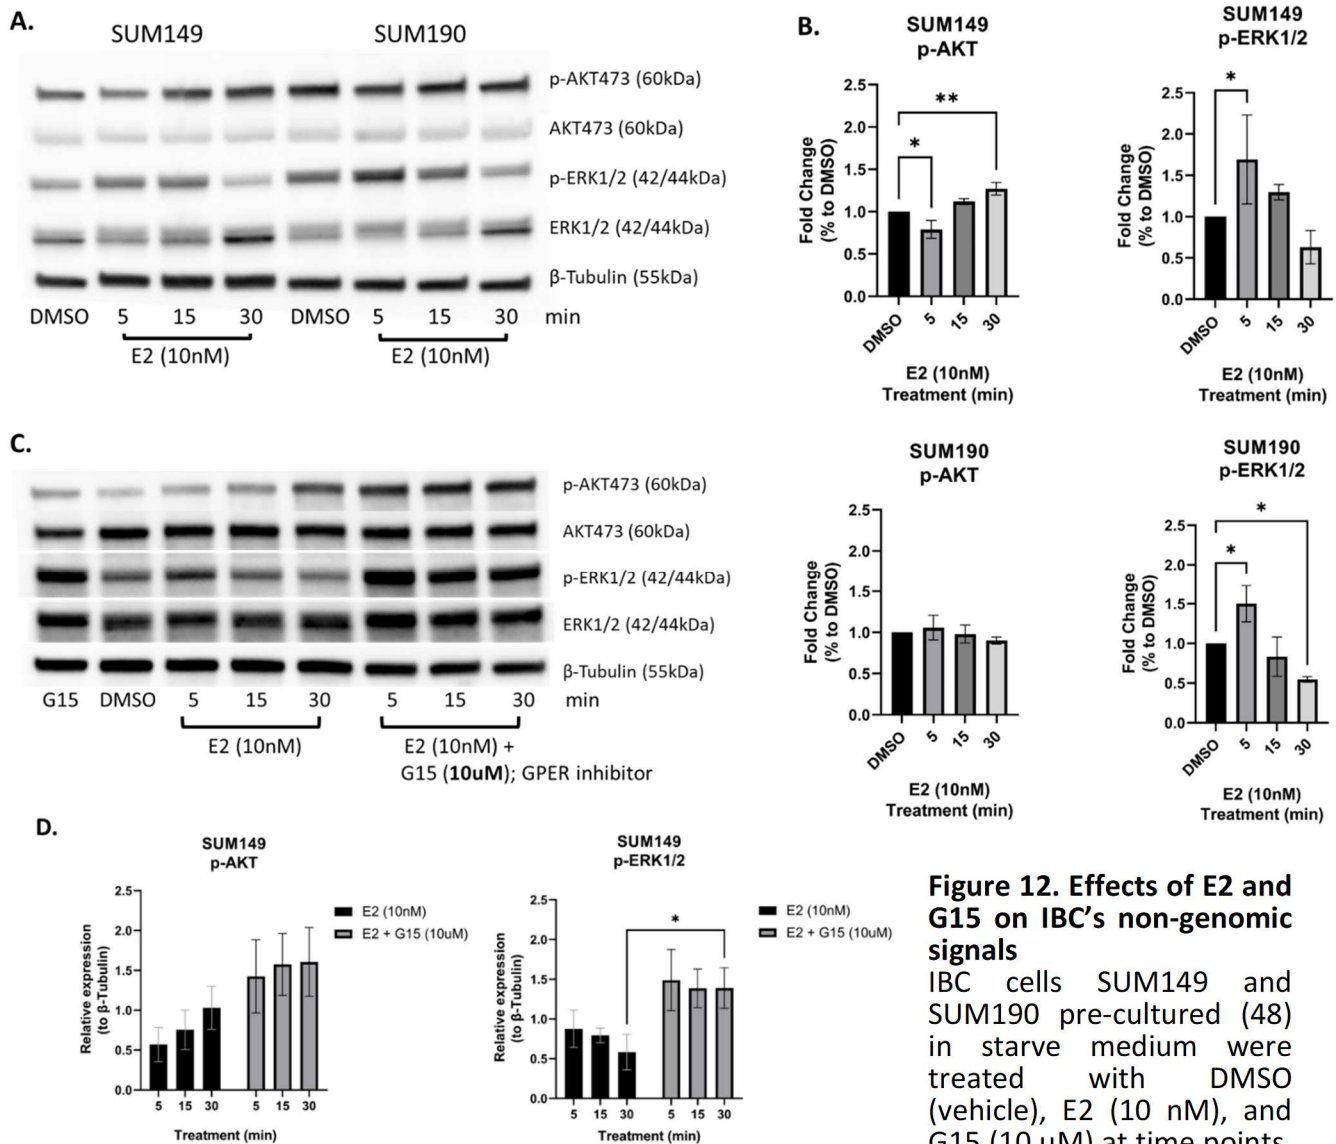 A.
SUM149
SUM190
p-AKT473 (60kDa)
AKT473 (60kDa)
p-ERK1/2 (42/44kDa)
ERK1/2 (42/44kDa)
β-Tubulin (55kDa)
DMSO 5 15 30 DMSO 5 15 30 min
E2 (10nM) E2 (10nM)
B.
SUM149
p-AKT
Fold Change
(% to DMSO)
2.5
2.0
1.5
1.0
0.5
0.0
*
**
DMSO 5 15 30
E2 (10nM)
Treatment (min)
SUM149
p-ERK1/2
Fold Change
(% to DMSO)
2.5
2.0
1.5
1.0
0.5
0.0
*
DMSO 5 15 30
E2 (10nM)
Treatment (min)
SUM190
p-AKT
Fold Change
(% to DMSO)
2.5
2.0
1.5
1.0
0.5
0.0
DMSO 5 15 30
E2 (10nM)
Treatment (min)
SUM190
p-ERK1/2
Fold Change
(% to DMSO)
2.5
2.0
1.5
1.0
0.5
0.0
*
*
DMSO 5 15 30
E2 (10nM)
Treatment (min)
C.
p-AKT473 (60kDa)
AKT473 (60kDa)
p-ERK1/2 (42/44kDa)
ERK1/2 (42/44kDa)
β-Tubulin (55kDa)
G15 DMSO 5 15 30 5 15 30 min
E2 (10nM) E2 (10nM) +
G15 (10uM); GPER inhibitor
D.
SUM149
p-AKT
Relative expression
(to β-Tubulin)
2.5
2.0
1.5
1.0
0.5
0.0
5 15 30 5 15 30
Treatment (min)
E2 (10nM)
E2 + G15 (10uM)
SUM149
p-ERK1/2
Relative expression
(to β-Tubulin)
2.5
2.0
1.5
1.0
0.5
0.0
*
5 15 30 5 15 30
Treatment (min)
E2 (10nM)
E2 + G15 (10uM)
Figure 12. Effects of E2 and
G15 on IBC’s non-genomic
signals
IBC cells SUM149 and
SUM190 pre-cultured (48)
in starve medium were
treated with DMSO
(vehicle), E2 (10 nM), and
G15 (10 uM) at time points